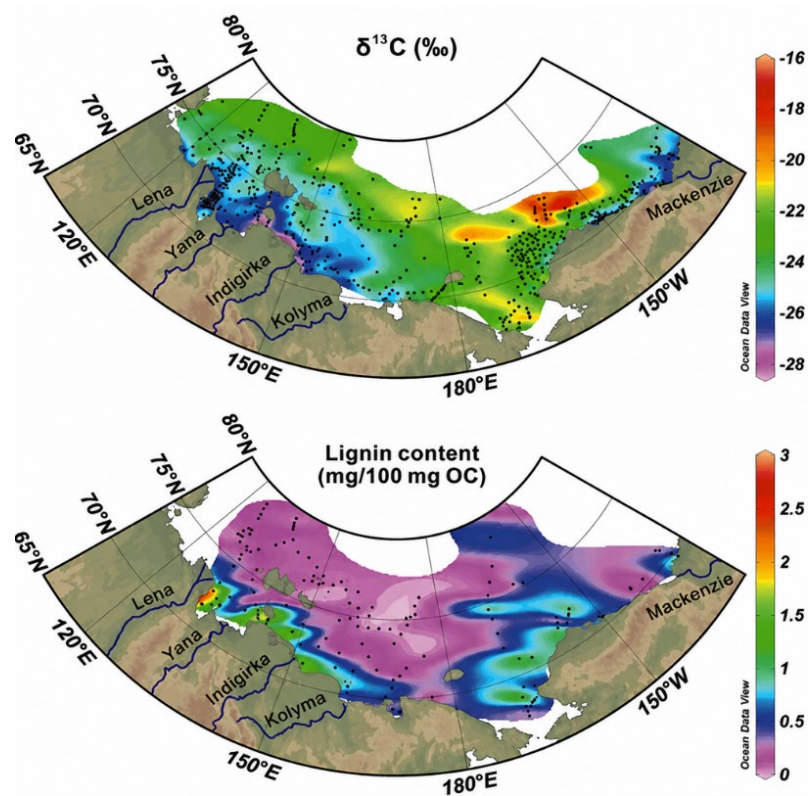 δ¹³C (‰)
80°N
75°N
70°N
65°N
120°E
150°E
180°E
150°W
Lena
Yana
Indigirka
Kolyma
Mackenzie
Ocean Data View
-16
-18
-20
-22
-24
-26
-28
Lignin content
(mg/100 mg OC)
80°N
75°N
70°N
65°N
120°E
150°E
180°E
150°W
Lena
Yana
Indigirka
Kolyma
Mackenzie
Ocean Data View
3
2.5
2
1.5
1
0.5
0